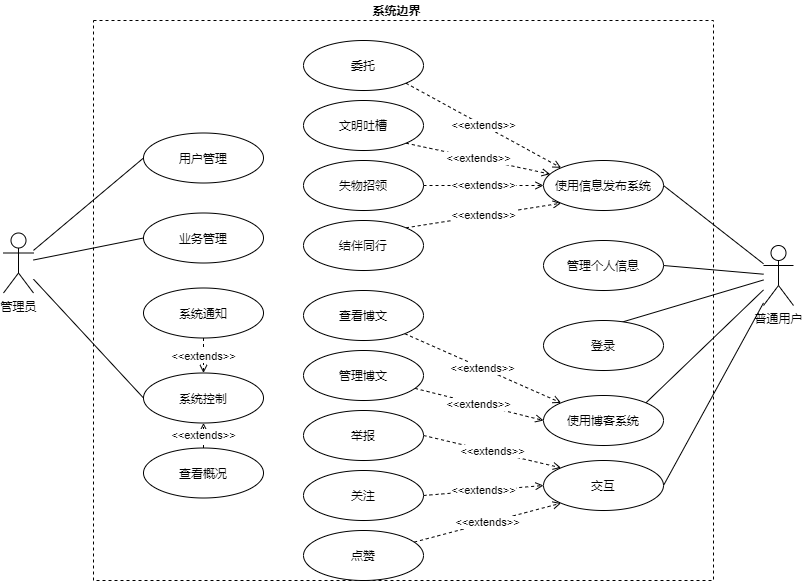 系统边界
委托
<<extends>>
文明吐槽
用户管理
<<extends>>
失物招领
<<extends>>
使用信息发布系统
<<extends>>
业务管理
结伴同行
管理个人信息
管理员
系统通知
查看博文
普通用户
<<extends>>
登录
<<extends>>
管理博文
系统控制
<<extends>>
使用博客系统
<<extends>>
举报
<<extends>>
查看概况
关注
<<extends>>
交互
<<extends>>
点赞